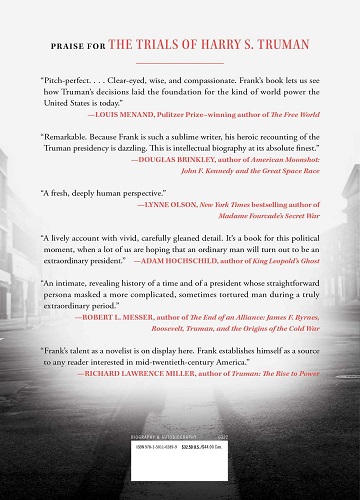 PRAISE FOR THE TRIALS OF HARRY S. TRUMAN
“Pitch-perfect. . . . Clear-eyed, wise, and compassionate. Frank’s book lets us see
how Truman’s decisions laid the foundation for the kind of world power the
United States is today.”
—LOUIS MENAND, Pulitzer Prize–winning author of The Free World
“Remarkable. Because Frank is such a sublime writer, his heroic recounting of the
Truman presidency is dazzling. This is intellectual biography at its absolute finest.”
—DOUGLAS BRINKLEY, author of American Moonshot:
John F. Kennedy and the Great Space Race
“A fresh, deeply human perspective.”
—LYNNE OLSON, New York Times bestselling author of
Madame Fourcade’s Secret War
“A lively account with vivid, carefully gleaned detail. It’s a book for this political
moment, when a lot of us are hoping that an ordinary man will turn out to be an
extraordinary president.” —ADAM HOCHSCHILD, author of King Leopold’s Ghost
“An intimate, revealing history of a time and of a president whose straightforward
persona masked a more complicated, sometimes tortured man during a truly
extraordinary period.”
—ROBERT L. MESSER, author of The End of an Alliance: James F. Byrnes,
Roosevelt, Truman, and the Origins of the Cold War
“Frank’s talent as a novelist is on display here. Frank establishes himself as a source
to any reader interested in mid-twentieth-century America.”
—RICHARD LAWRENCE MILLER, author of Truman: The Rise to Power
BIOGRAPHY & AUTOBIOGRAPHY 0322
ISBN 978-1-5011-0289-9 $32.50 U.S./$44.00 Can.